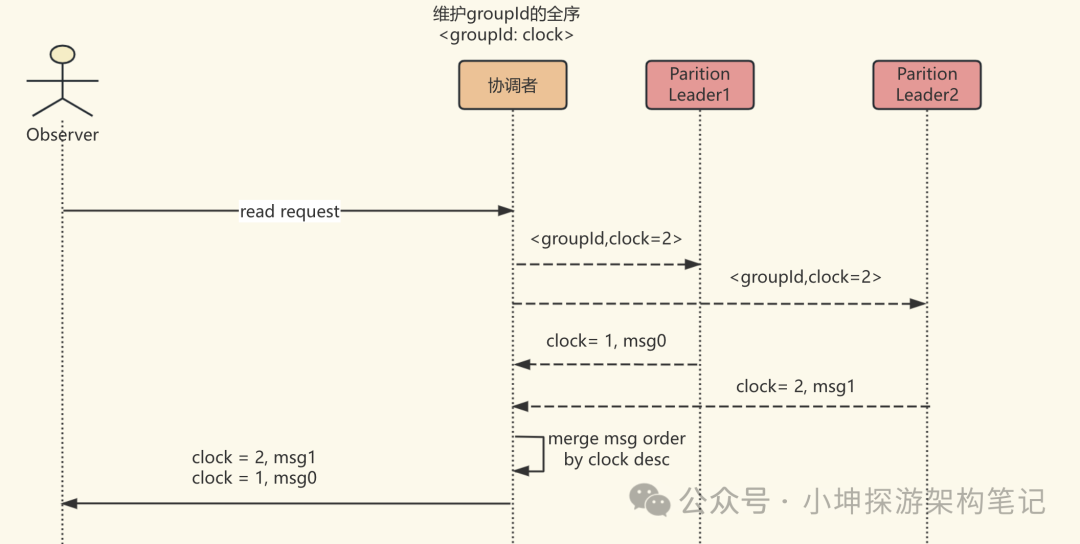 维护groupId的全序
<groupId: clock>
协调者
Parition
Leader1
Parition
Leader2
Observer
read request
<groupId,clock=2>
<groupId,clock=2>
clock= 1, msg0
clock= 2, msg1
merge msg order
by clock desc
clock = 2, msg1
clock = 1, msg0
公众号 · 小坤探游架构笔记